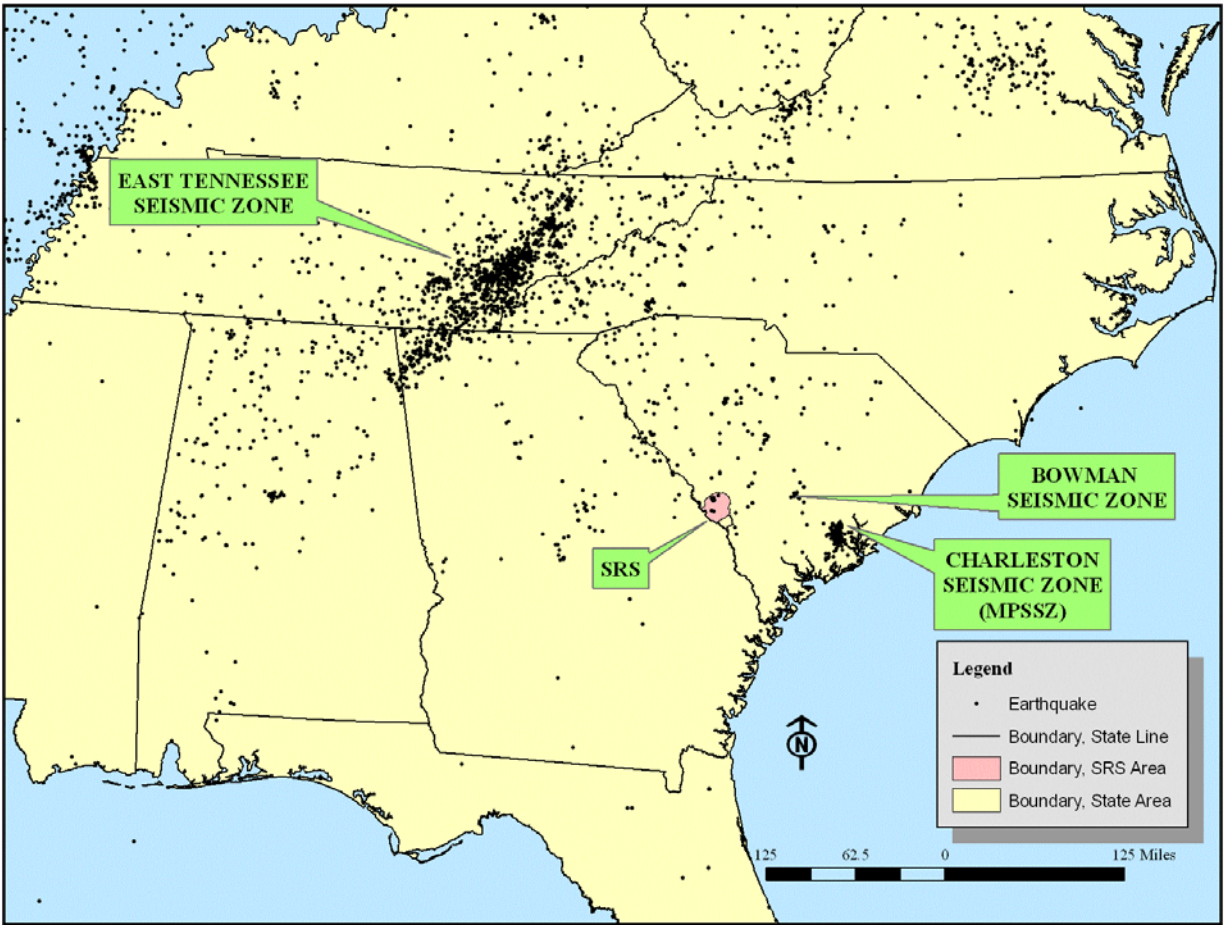 EAST TENNESSEE
SEISMIC ZONE
BOWMAN
SEISMIC ZONE
SRS
CHARLESTON
SEISMIC ZONE
(MPSSZ)
Legend
Earthquake
Boundary, State Line
Boundary, SRS Area
Boundary, State Area
N
125 62.5 0 125 Miles